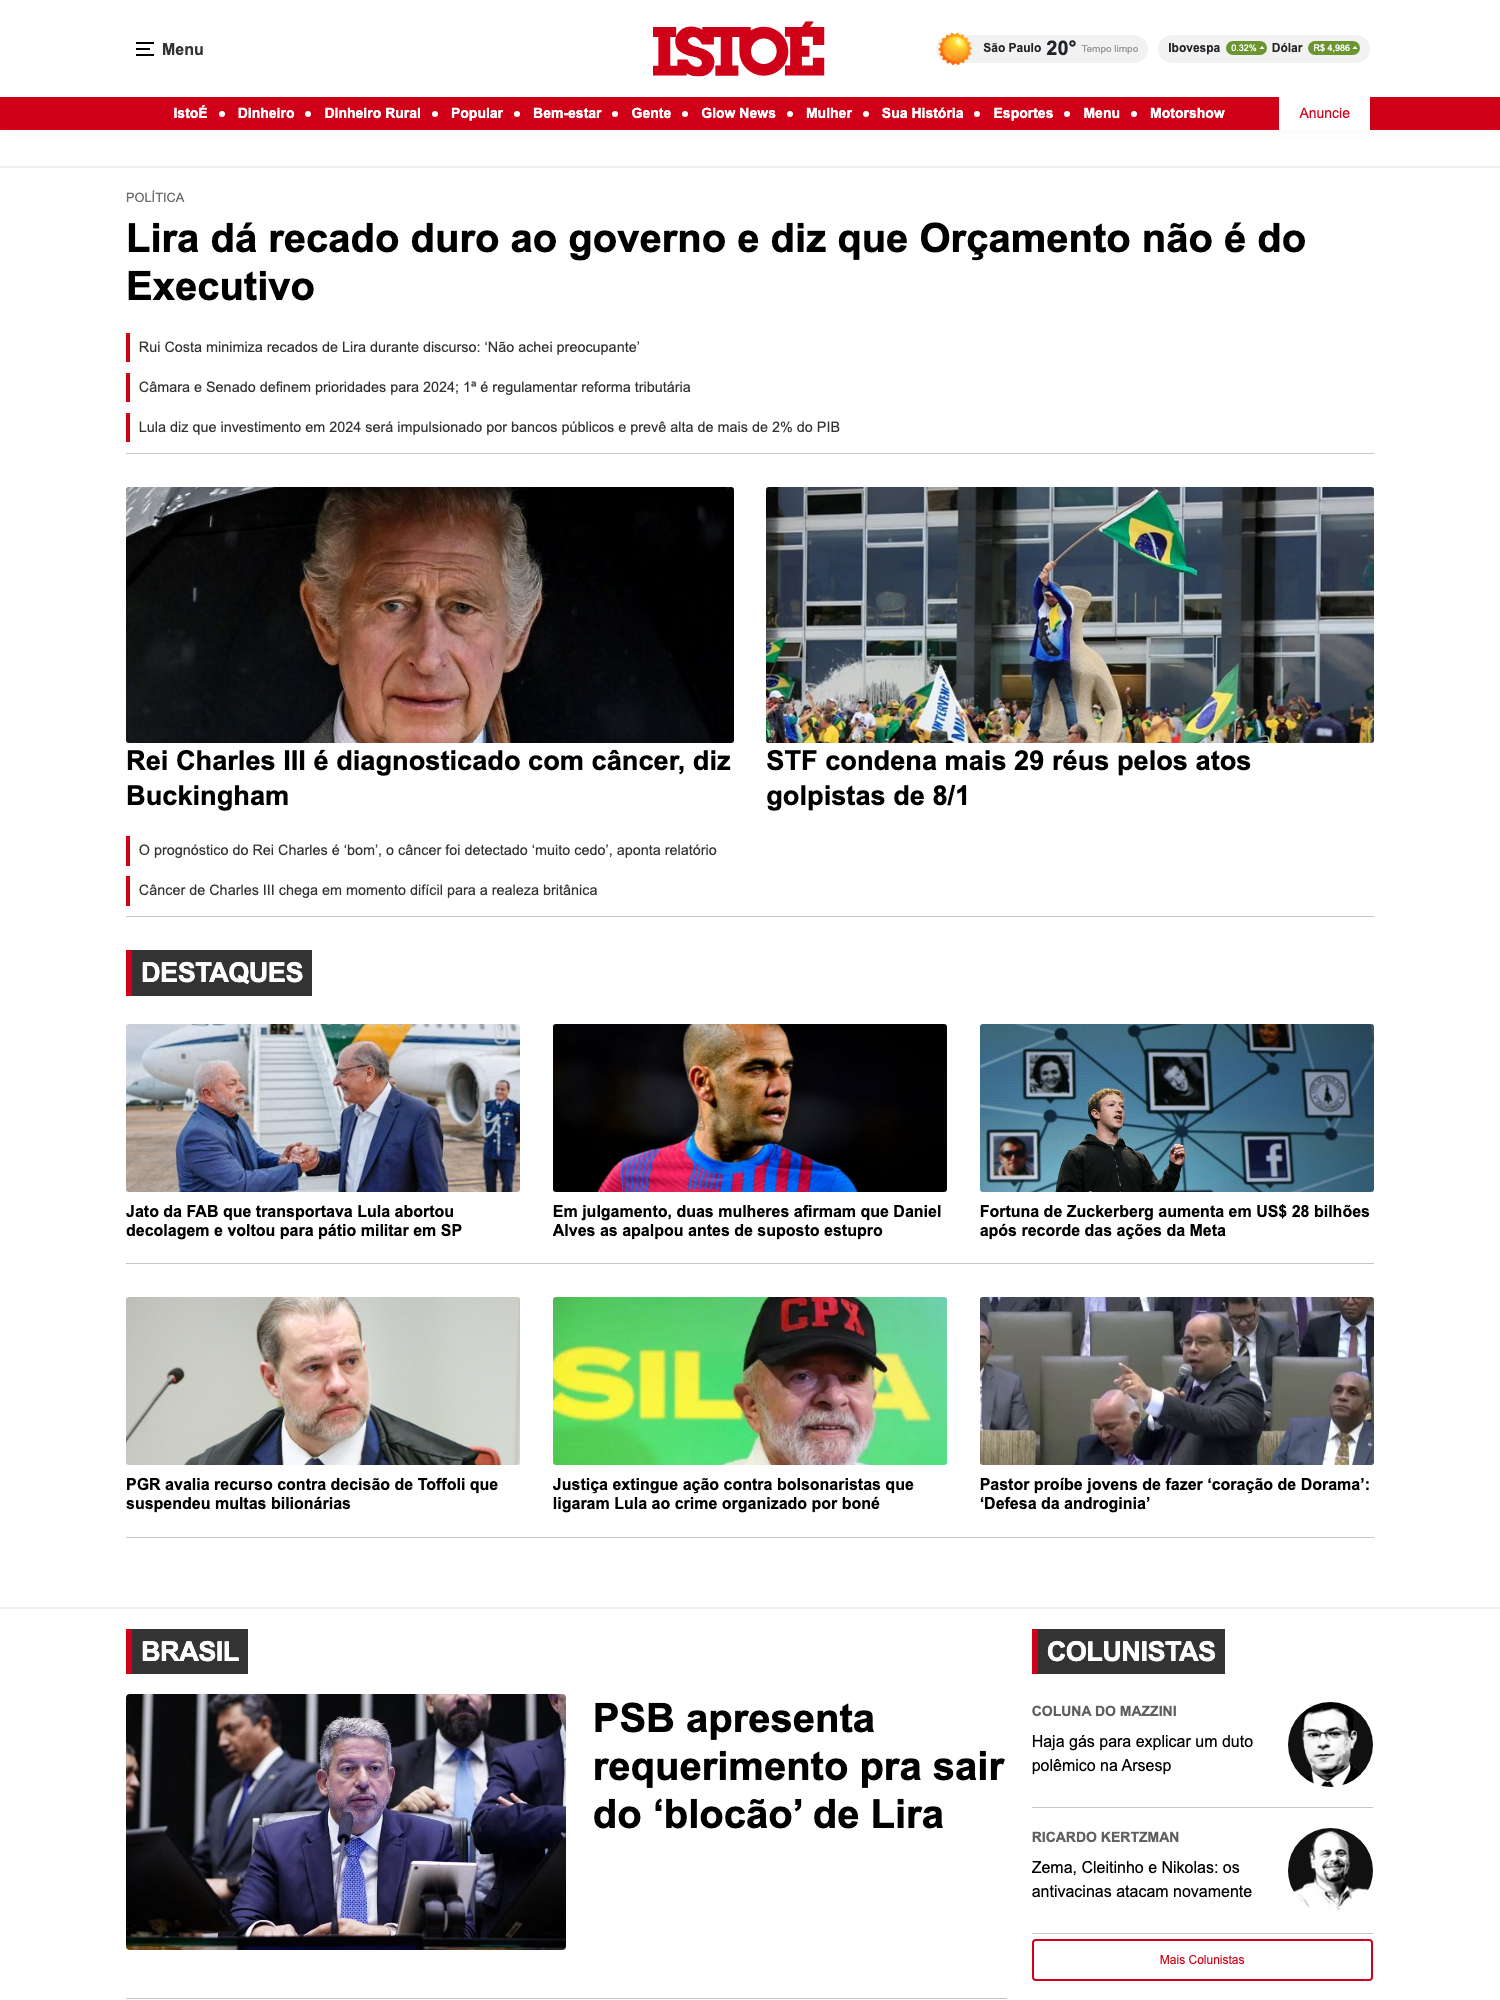 Menu
ISTOÉ
São Paulo 20° Tempo limpo
Ibovespa 0.32% Dólar R$ 4,986
IstoÉ • Dinheiro • Dinheiro Rural • Popular • Bem-estar • Gente • Glow News • Mulher • Sua História • Esportes • Menu • Motorshow
Anuncie
POLÍTICA
Lira dá recado duro ao governo e diz que Orçamento não é do
Executivo
Rui Costa minimiza recados de Lira durante discurso: ‘Não achei preocupante’
Câmara e Senado definem prioridades para 2024; 1ª é regulamentar reforma tributária
Lula diz que investimento em 2024 será impulsionado por bancos públicos e prevê alta de mais de 2% do PIB
Rei Charles III é diagnosticado com câncer, diz
Buckingham
O prognóstico do Rei Charles é ‘bom’, o câncer foi detectado ‘muito cedo’, aponta relatório
Câncer de Charles III chega em momento difícil para a realeza britânica
STF condena mais 29 réus pelos atos
golpistas de 8/1
DESTAQUES
Jato da FAB que transportava Lula abortou
decolagem e voltou para pátio militar em SP
Em julgamento, duas mulheres afirmam que Daniel
Alves as apalpou antes de suposto estupro
f
Fortuna de Zuckerberg aumenta em US$ 28 bilhões
após recorde das ações da Meta
PGR avalia recurso contra decisão de Toffoli que
suspendeu multas bilionárias
CPX
SIL A
Justiça extingue ação contra bolsonaristas que
ligaram Lula ao crime organizado por boné
Pastor proíbe jovens de fazer ‘coração de Dorama’:
‘Defesa da androginia’
BRASIL
PSB apresenta
requerimento pra sair
do ‘blocão’ de Lira
COLUNISTAS
COLUNA DO MAZZINI
Haja gás para explicar um duto
polêmico na Arsesp
RICARDO KERTZMAN
Zema, Cleitinho e Nikolas: os
antivacinas atacam novamente
Mais Colunistas